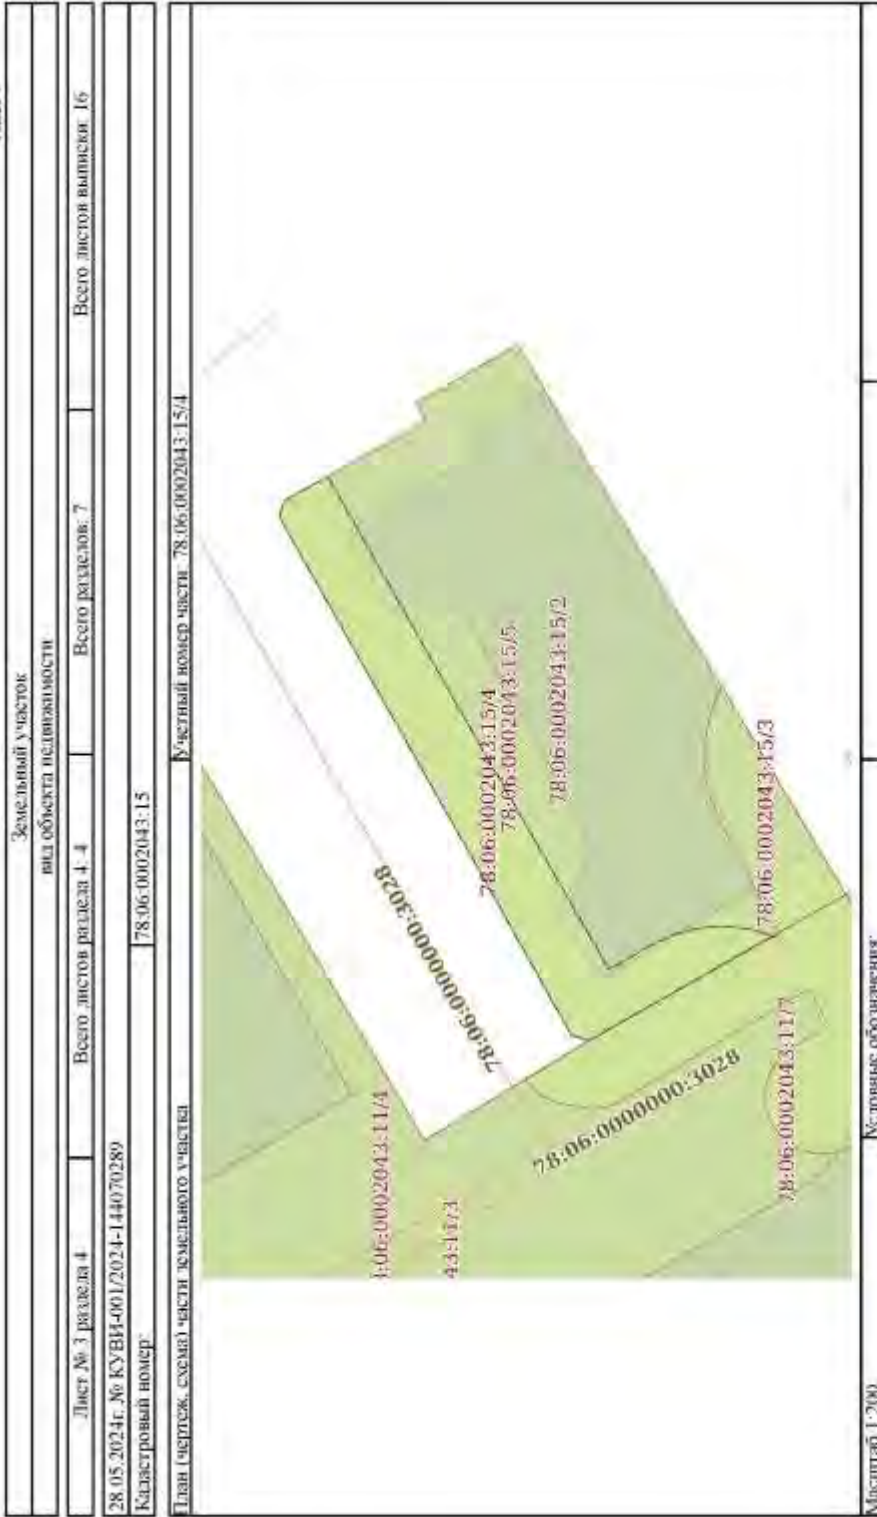 Земельный участок
вид объекта недвижимости
Лист № 3 раздела 4 Всего листов раздела 4: 4 Всего разделов: 7 Всего листов выписки: 16
28.05.2024г. № КУВИ-001/2024-144070289
Кадастровый номер: 78:06:0002043:15
План (чертеж, схема) части земельного участка Учетный номер части: 78:06:0002043:15/4
78:06:0000000:3028
:06:0002043:11/4
43:11/3
78:06:0002043:15/4
78:06:0002043:15/5
78:06:0002043:15/2
78:06:0000000:3028
78:06:0002043:15/3
78:06:0002043:11/7
Масштаб 1:200 Условные обозначения: